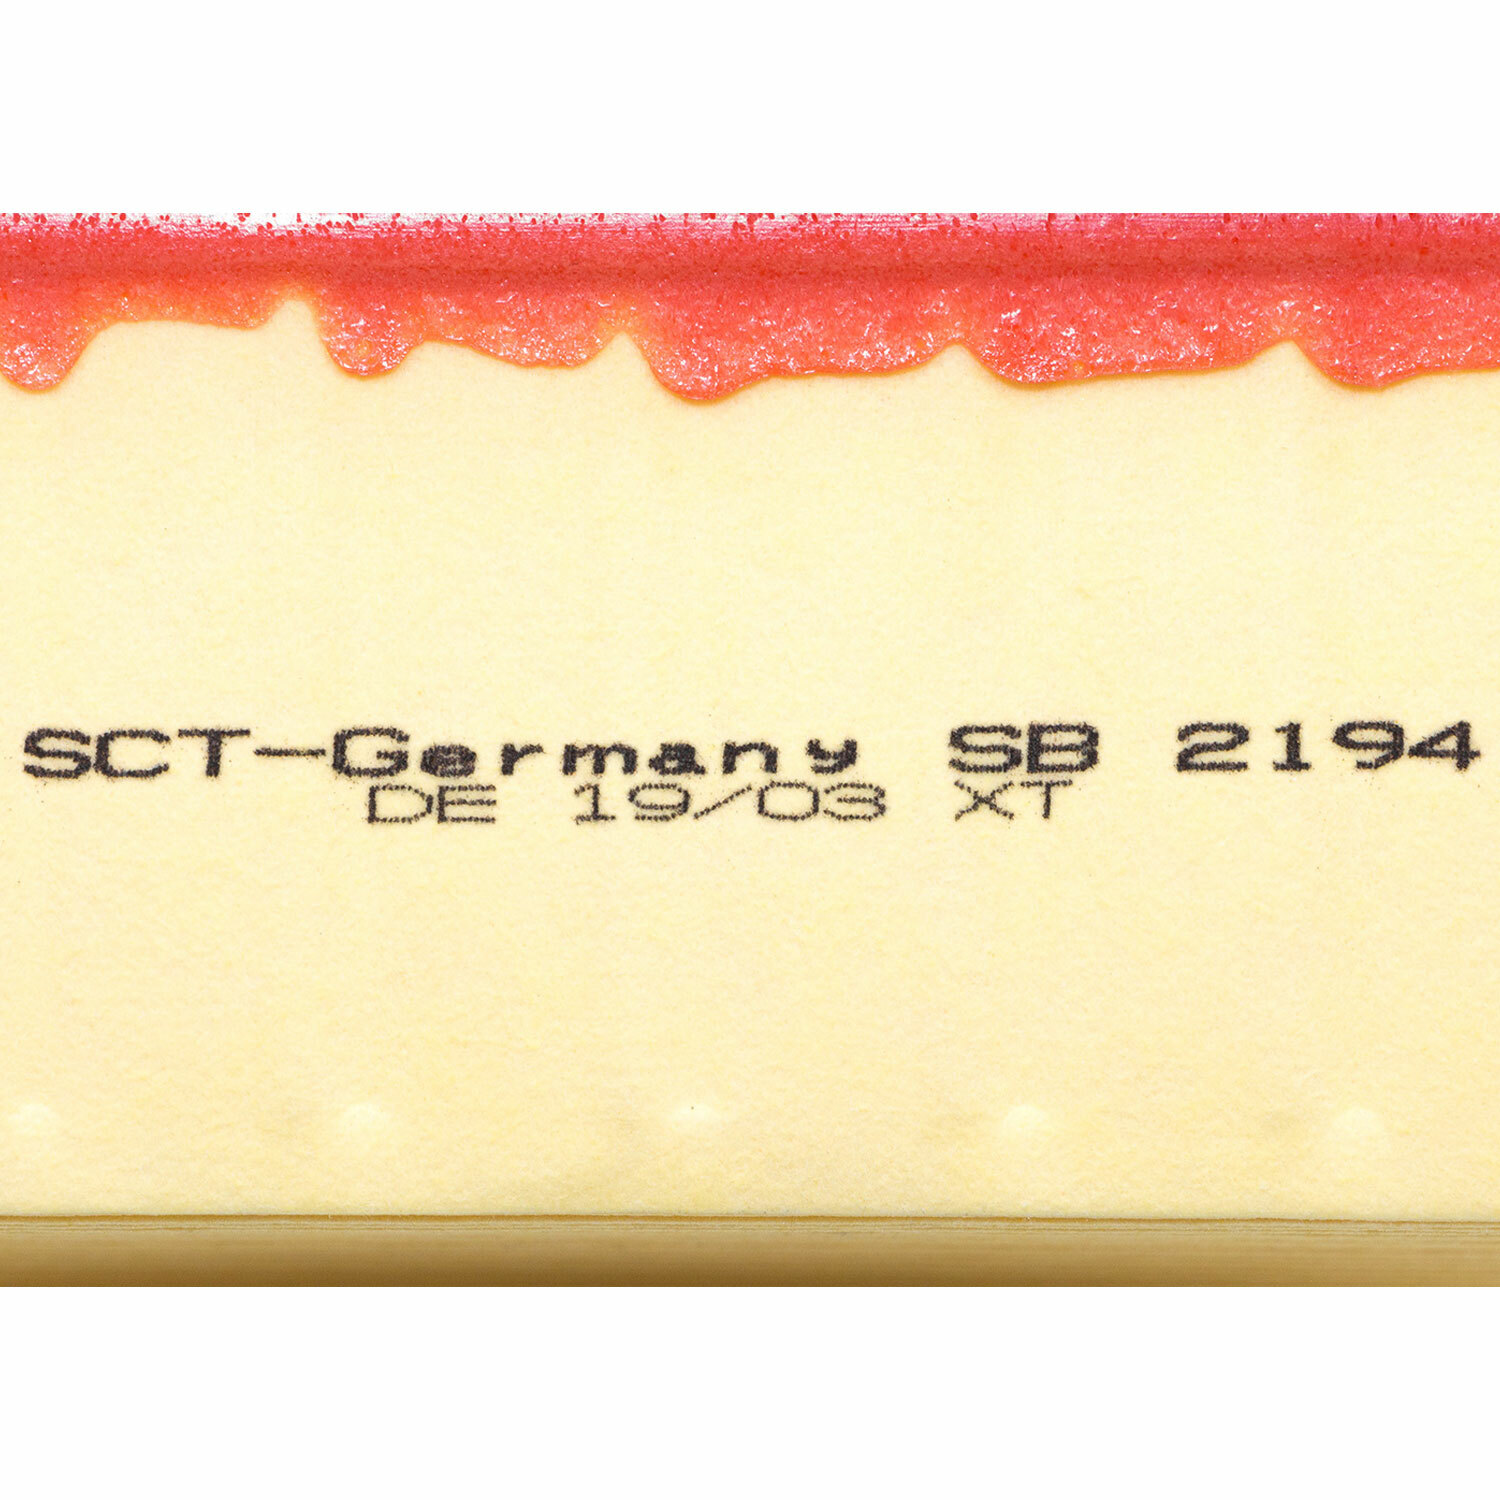 SCT-Germany SB 2194
DE 19/03 XT